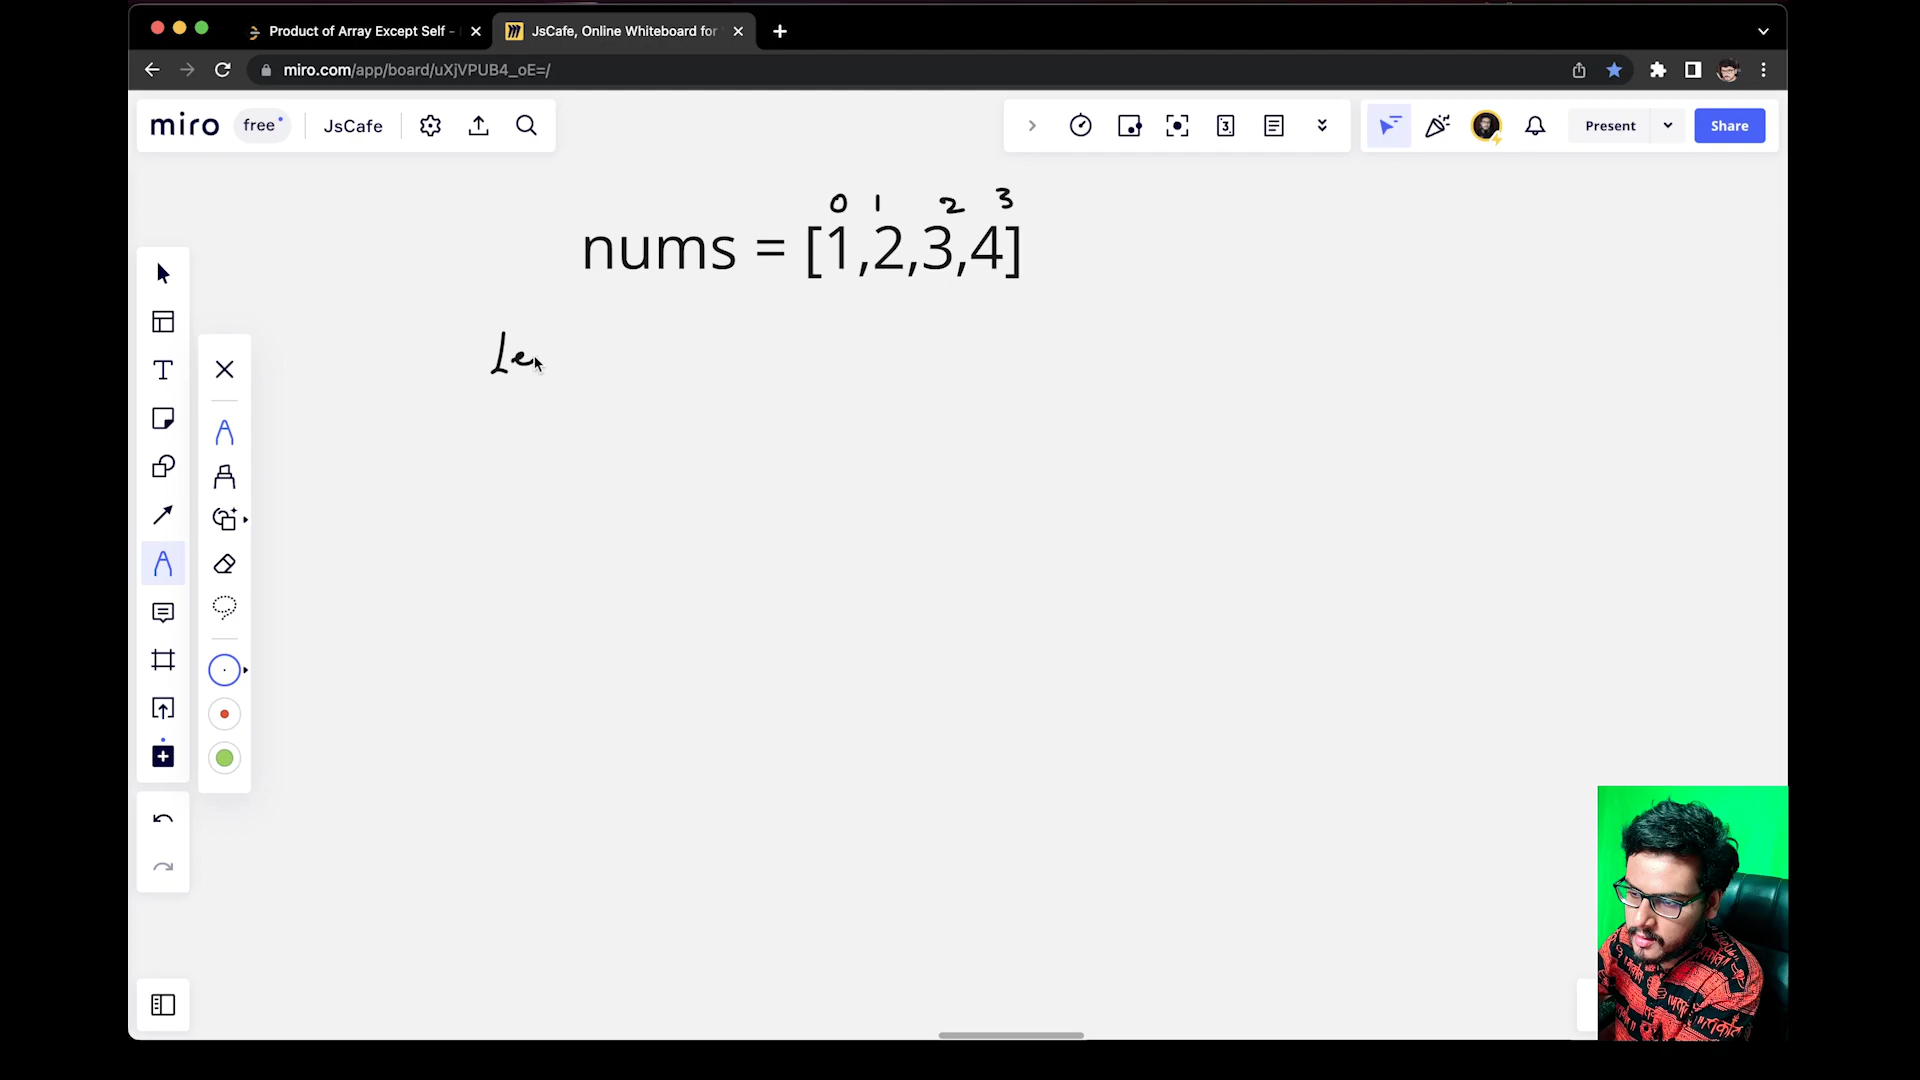 Product of Array Except Self -
JsCafe, Online Whiteboard for
miro.com/app/board/uXjVPUB4_oE=/
miro free JsCafe
3
Present
Share
0 1 2 3
nums = [1,2,3,4]
Le